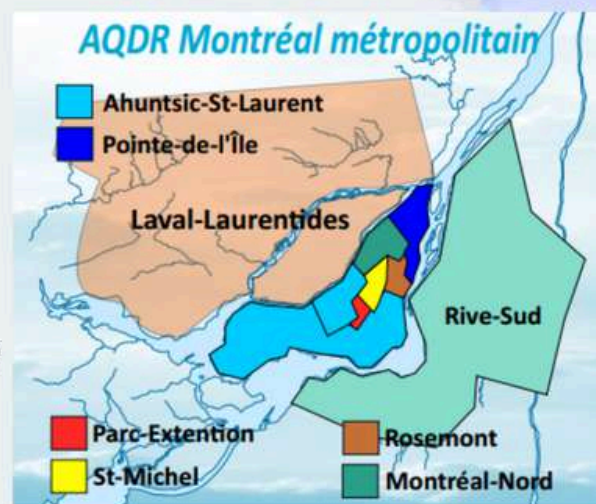 AQDR Montréal métropolitain
Ahuntsic-St-Laurent
Pointe-de-l'Île
Laval-Laurentides
Rive-Sud
Parc-Extention
Rosemont
St-Michel
Montréal-Nord